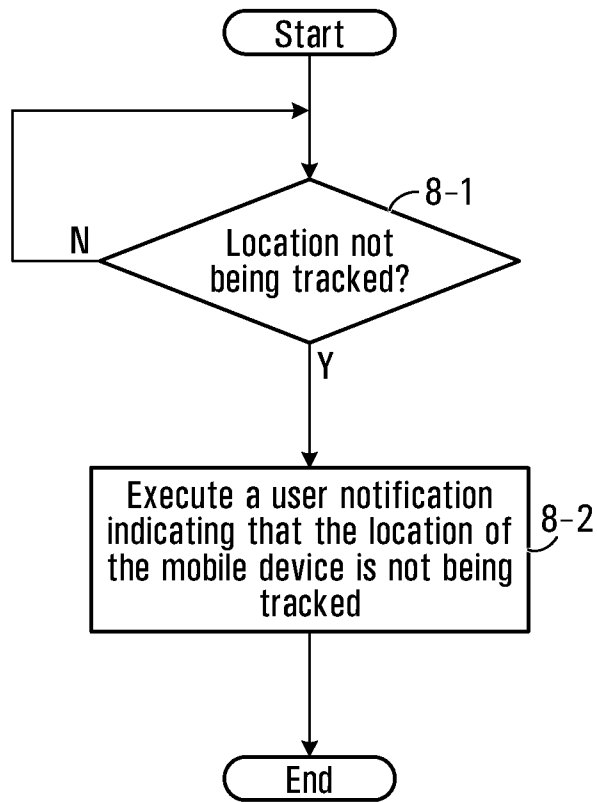 Start
8-1
N
Location not
being tracked?
Y
Execute a user notification
indicating that the location of
the mobile device is not being
tracked
8-2
End